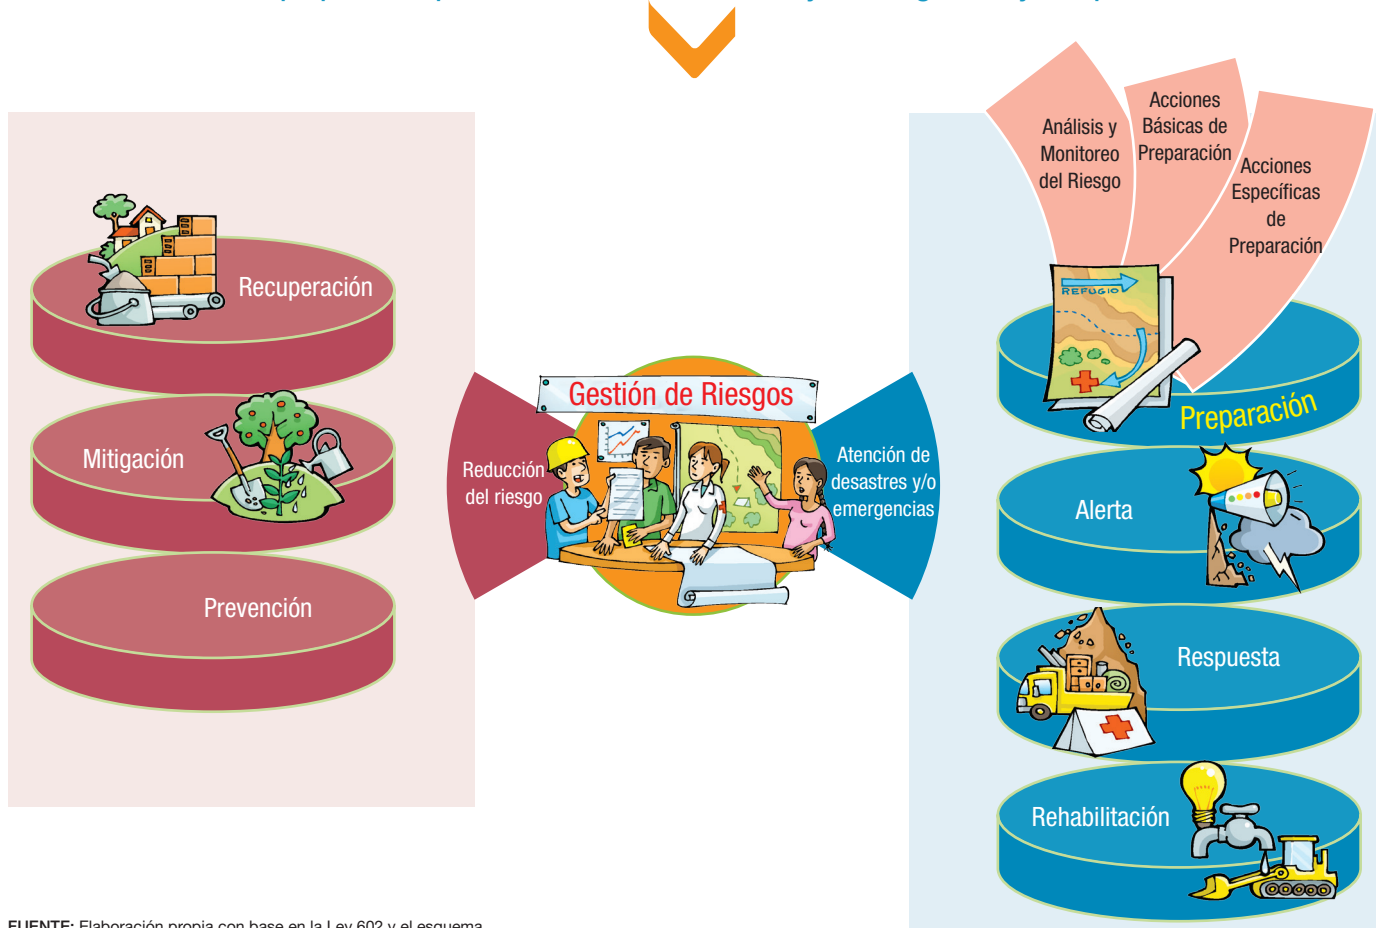 Recuperación
Mitigación
Prevención
Gestión de Riesgos
Reducción
del riesgo
Atención de
desastres y/o
emergencias
Análisis y
Monitoreo
del Riesgo
Acciones
Básicas de
Preparación
Acciones
Específicas
de
Preparación
REFUGIO
Preparación
Alerta
Respuesta
Rehabilitación
FUENTE: Elaboración propia con base en la Ley 602 y el esquema